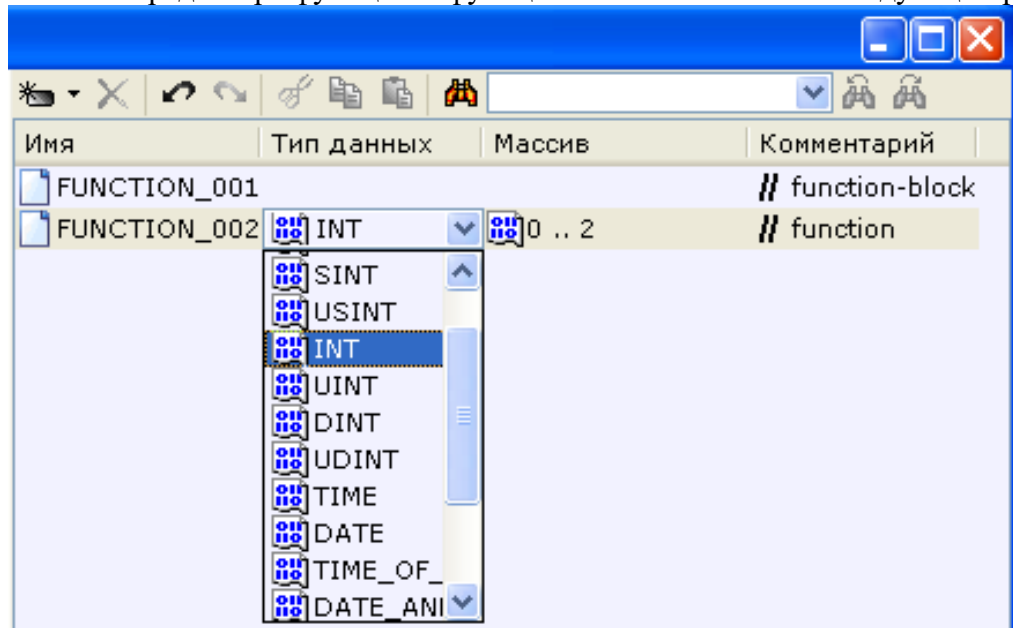 Имя Тип данных Массив Комментарий
FUNCTION_001 // function-block
FUNCTION_002 INT 0 .. 2 // function
SINT
USINT
INT
UINT
DINT
UDINT
TIME
DATE
TIME_OF_
DATE_AN